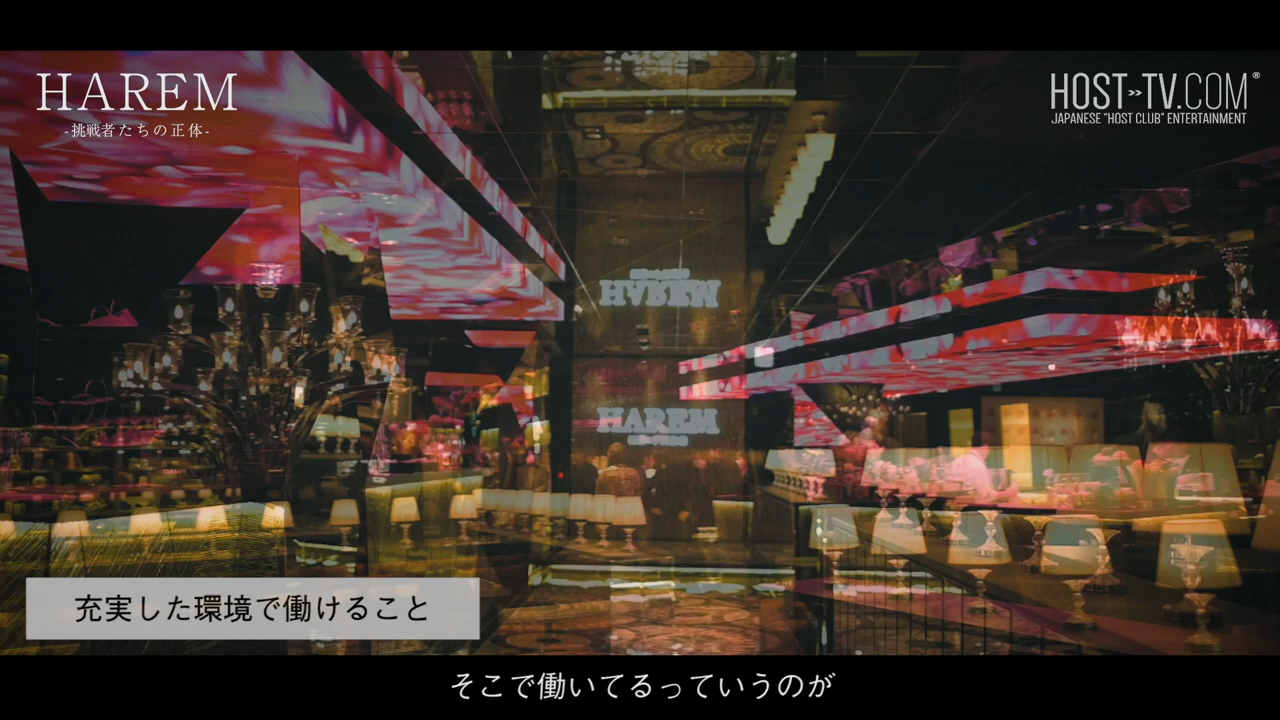 HAREM
-挑戦者たちの正体-
HOST»TV.COM®
JAPANESE "HOST CLUB" ENTERTAINMENT
HAREM
HAREM
充実した環境で働けること
そこで働いてるっていうのが